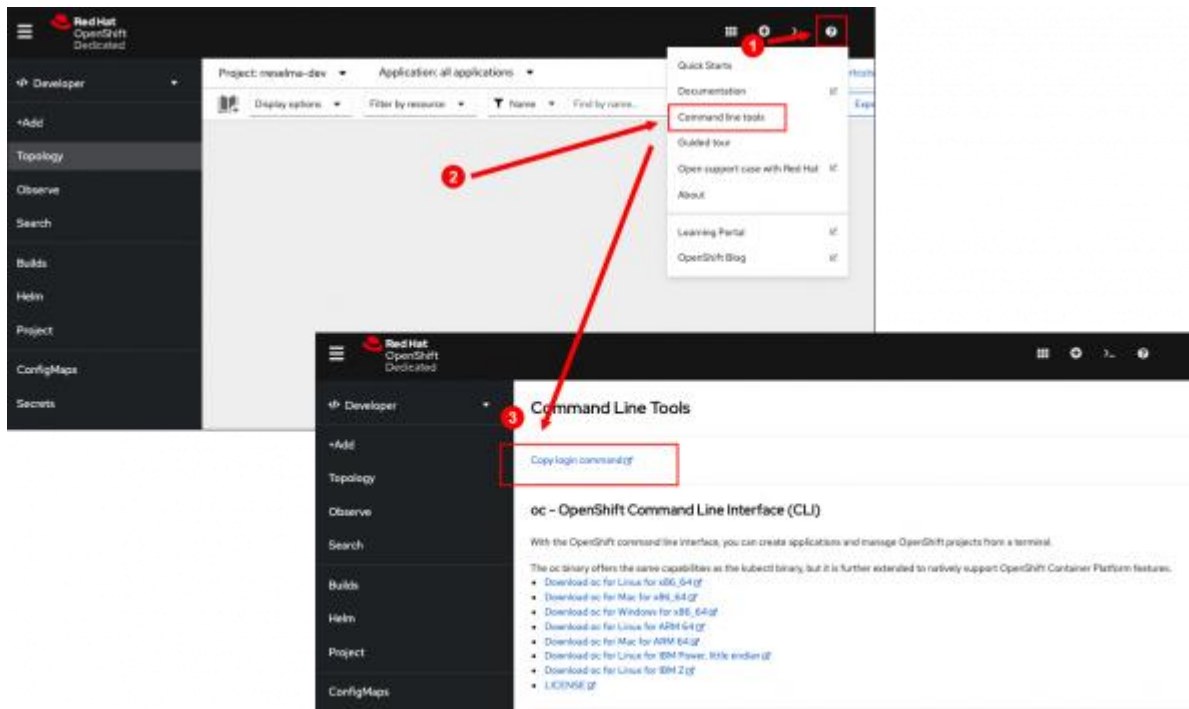 Red Hat
OpenShift
Dedicated
1
Developer
Project: meselma-dev
Application: all applications
Quick Starts
Display options
Filter by resource
Name
Find by name...
Documentation
+Add
Command line tools
Topology
Guided tour
2
Open support case with Red Hat
Observe
About
Search
Learning Portal
Builds
OpenShift Blog
Helm
Project
ConfigMaps
Secrets
Red Hat
OpenShift
Dedicated
Developer
3
Command Line Tools
+Add
Copy login command
Topology
Observe
oc - OpenShift Command Line Interface (CLI)
Search
With the OpenShift command line interface, you can create applications and manage OpenShift projects from a terminal.
The oc binary offers the same capabilities as the kubectl binary, but it is further extended to natively support OpenShift Container Platform features.
Builds
Download oc for Linux for x86_64
Download oc for Mac for x86_64
Download oc for Windows for x86_64
Helm
Download oc for Linux for ARM 64
Download oc for Mac for ARM 64
Project
Download oc for Linux for IBM Power, little endian
Download oc for Linux for IBM Z
LICENSE
ConfigMaps